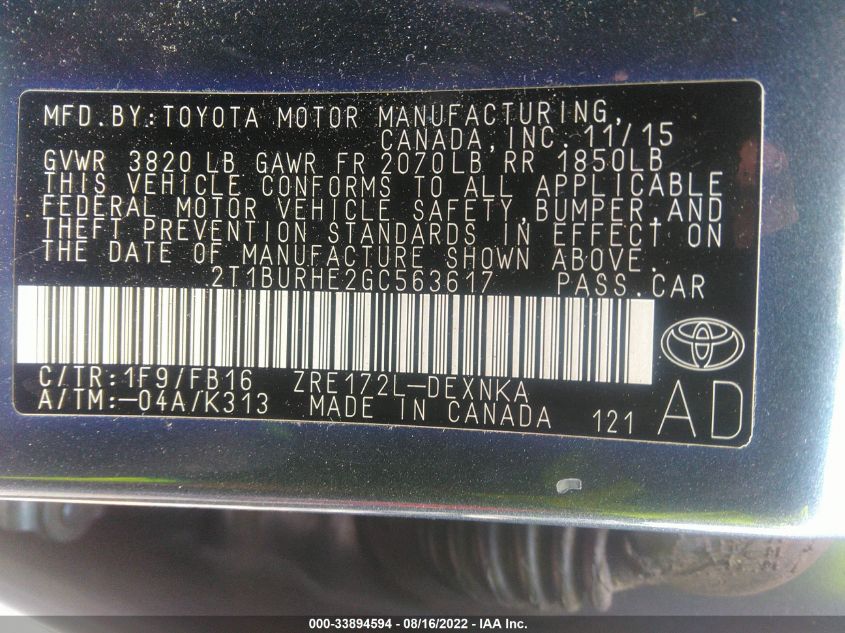 MFD.BY:TOYOTA MOTOR MANUFACTURING,
CANADA,INC. 11/15
GVWR 3820 LB GAWR FR 2070LB RR 1850LB
THIS VEHICLE CONFORMS TO ALL APPLICABLE
FEDERAL MOTOR VEHICLE SAFETY,BUMPER,AND
THEFT PREVENTION STANDARDS IN EFFECT ON
THE DATE OF MANUFACTURE SHOWN ABOVE.
2T1BURHE2GC563617 PASS.CAR
C/TR:1F9/FB16 ZRE172L-DEXNKA
A/TM:-04A/K313 MADE IN CANADA 121 AD
000-33894594 - 08/16/2022 - IAA Inc.